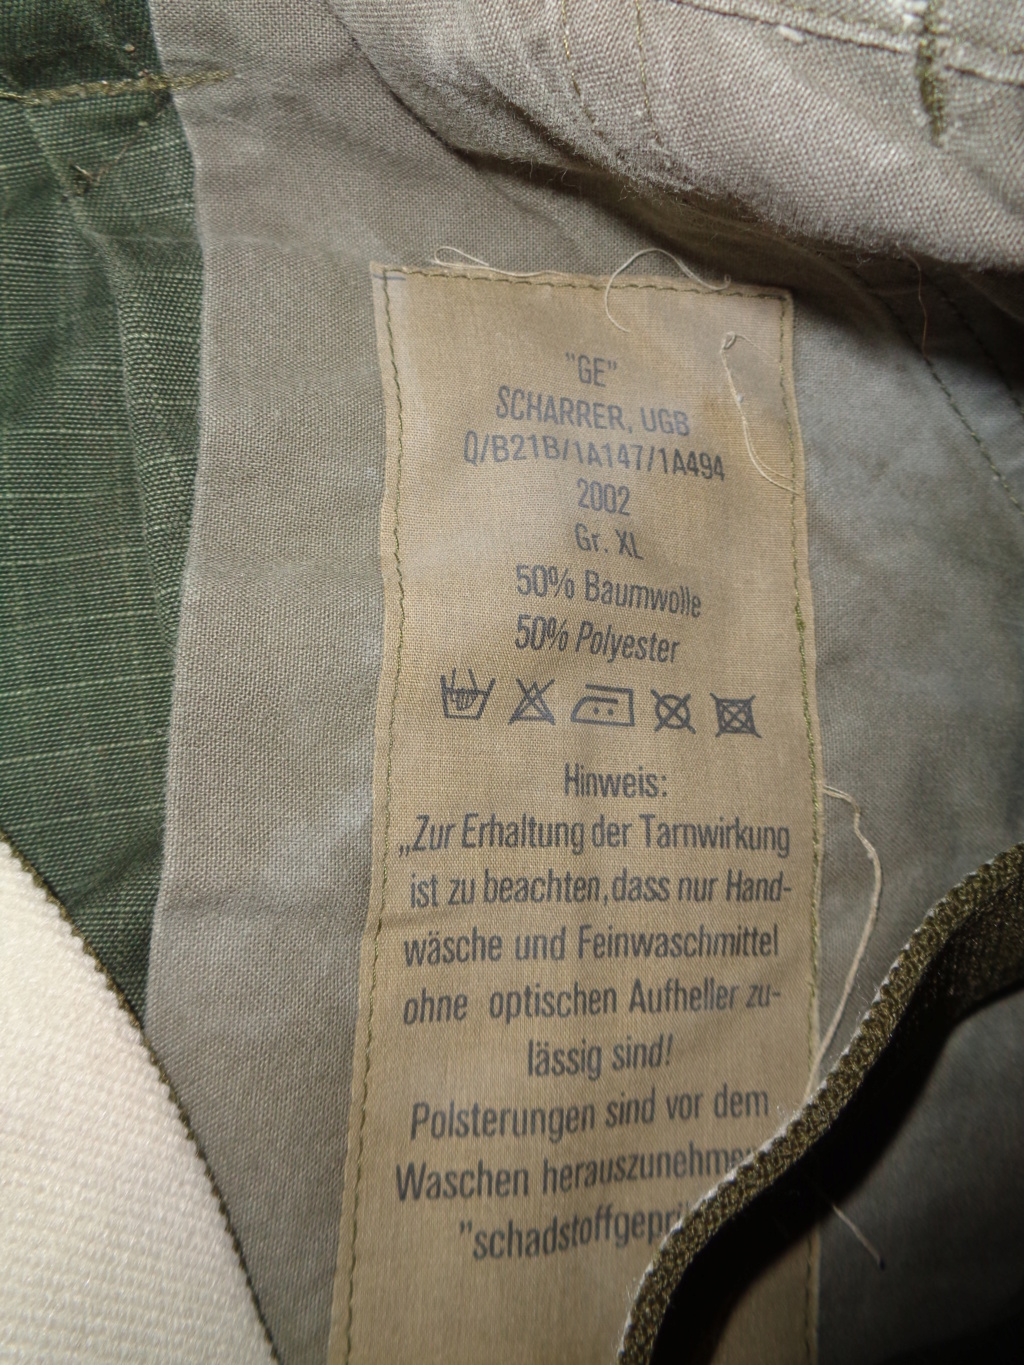 "GE"
SCHARRER, UGB
Q/B21B/1A147/1A494
2002
Gr. XL
50% Baumwolle
50% Polyester
Hinweis:
„Zur Erhaltung der Tarnwirkung
ist zu beachten, dass nur Hand-
wäsche und Feinwaschmittel
ohne optischen Aufheller zu-
lässig sind!
Polsterungen sind vor dem
Waschen